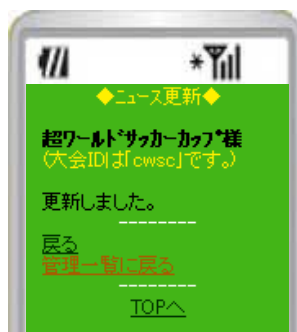 ◆ニュース更新◆
超ワールドサッカーカップ様
(大会IDは「cwsc」です。)
更新しました。
--------
戻る
管理一覧に戻る
--------
TOPへ